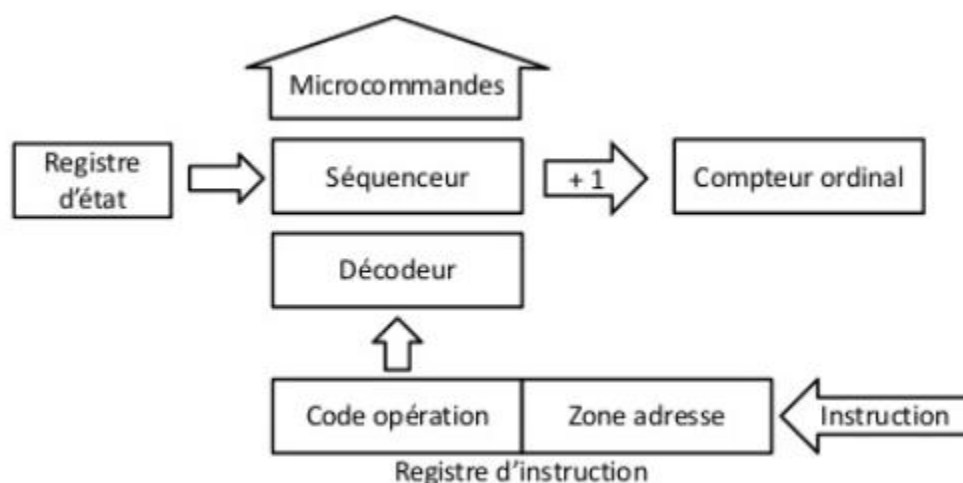 Microcommandes
Registre
d'état
Séquenceur
+ 1
Compteur ordinal
Décodeur
Code opération
Zone adresse
Instruction
Registre d'instruction